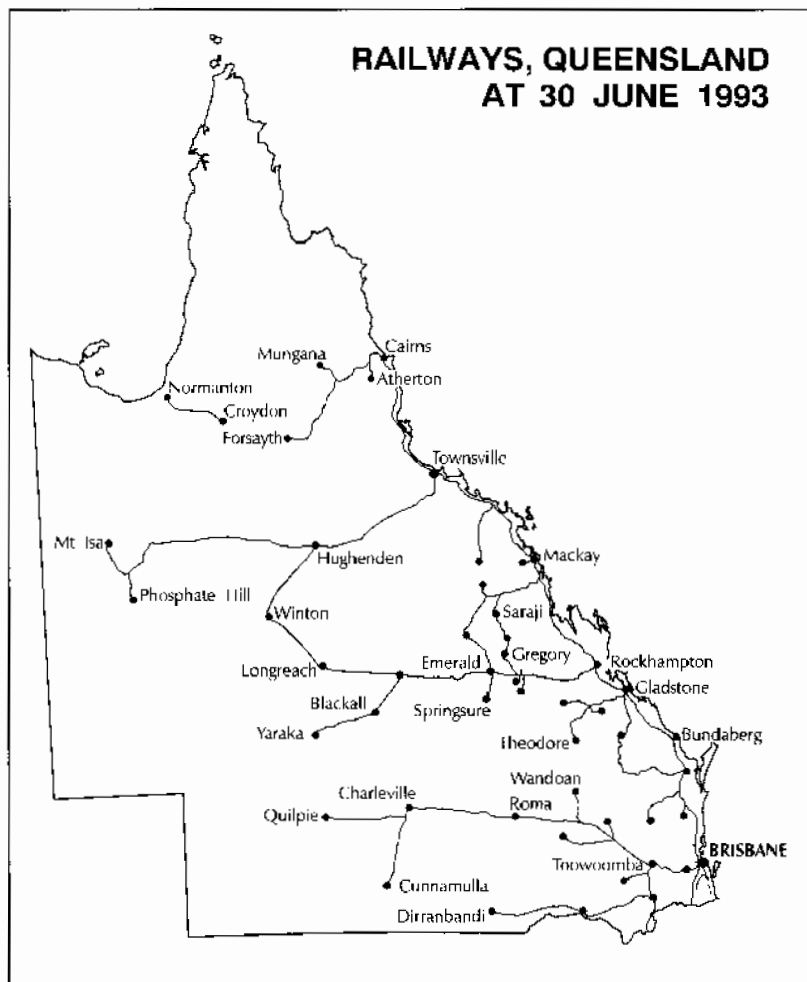 RAILWAYS, QUEENSLAND
AT 30 JUNE 1993
Cairns
Mungana
Atherton
Normanton
Croydon
Forsayth
Townsville
Mt Isa
Hughenden
Mackay
Phosphate Hill
Winton
Saraji
Longreach
Emerald
Gregory
Rockhampton
Gladstone
Blackall
Springsure
Yaraka
Theodore
Bundaberg
Wandoan
Charleville
Roma
Quilpie
Toowoomba
BRISBANE
Cunnamulla
Dirranbandi